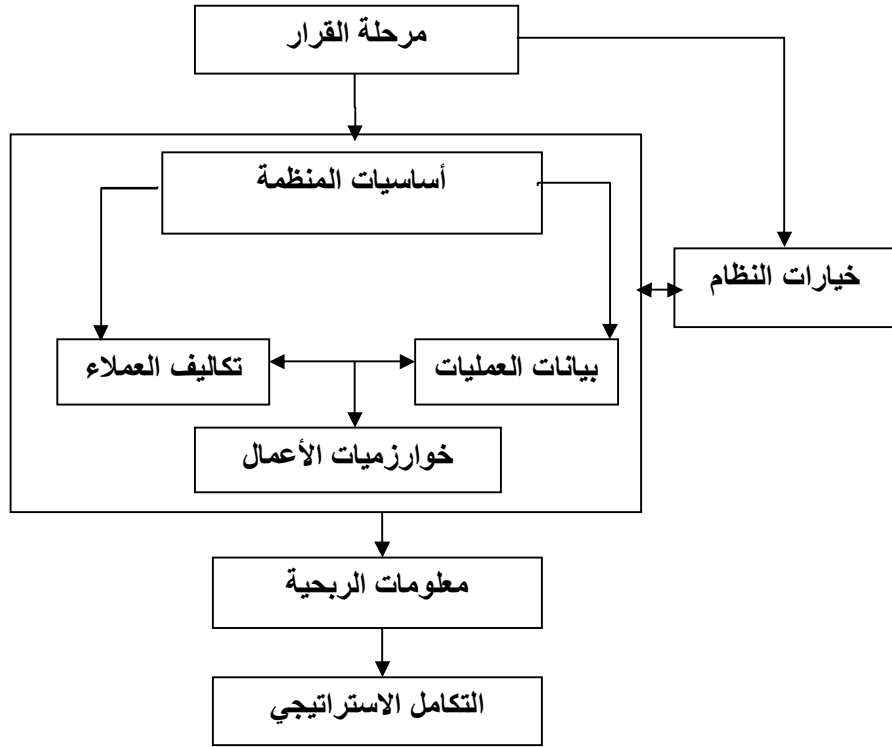 مرحلة القرار
أساسيات المنظمة
خيارات النظام
بيانات العمليات
تكاليف العملاء
خوارزميات الأعمال
معلومات الربحية
التكامل الاستراتيجي